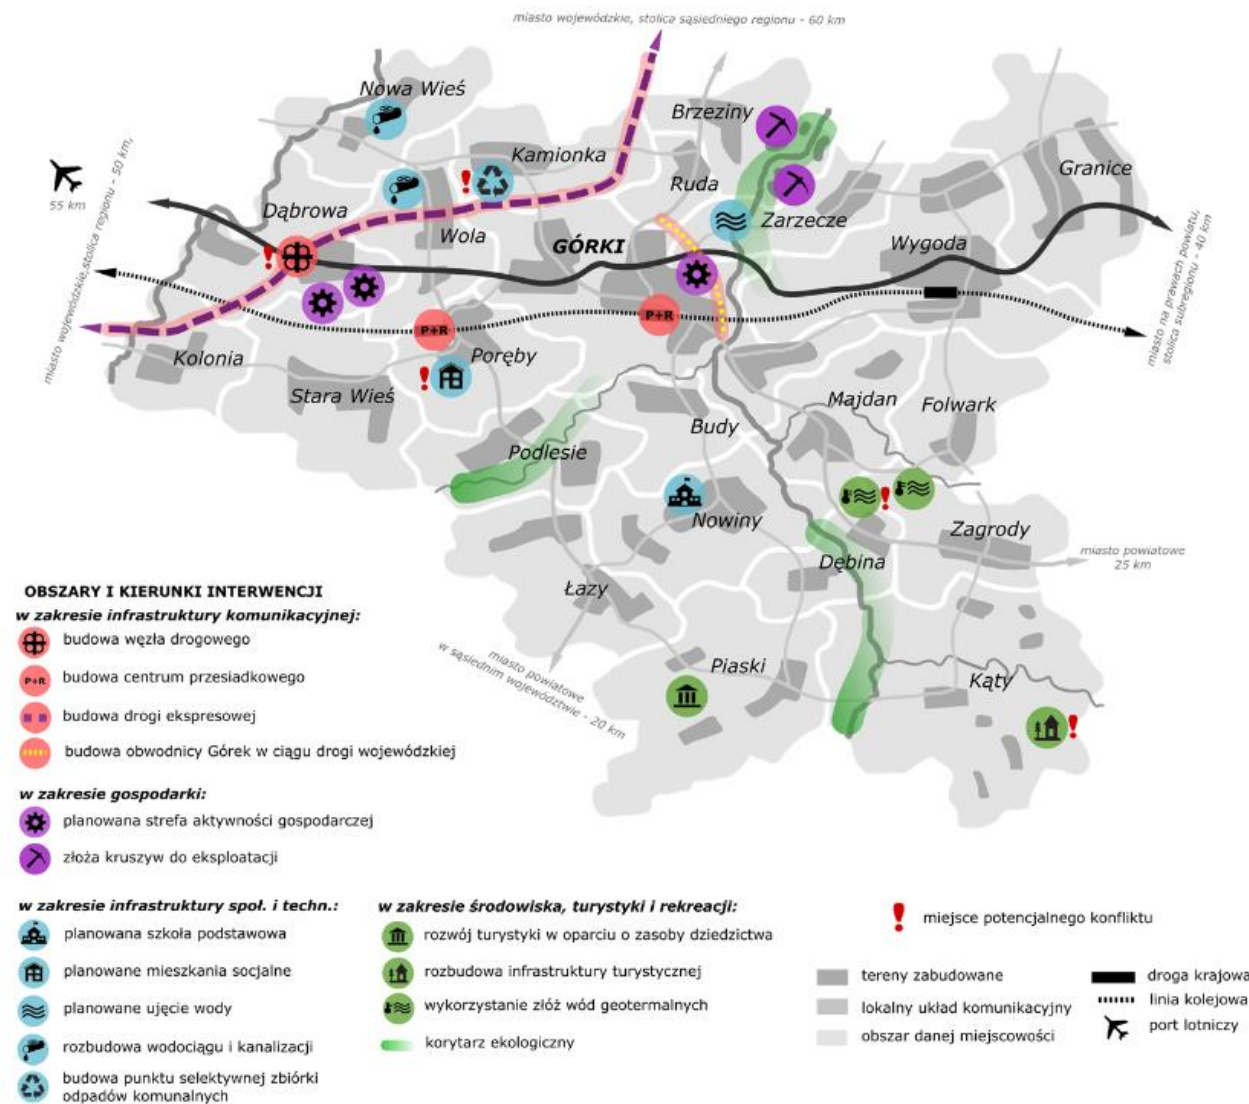 miasto wojewódzkie, stolica sąsiedniego regionu - 60 km
Nowa Wieś
Brzeziny
Kamionka
Granice
Ruda
55 km
miasto wojewódzkie,stolica regionu - 50 km,
Dąbrowa
Zarzecze
Wola
GÓRKI
Wygoda
miasto na prawach powiatu,
stolica subregionu - 40 km
P+R
P+R
Kolonia
Poręby
Stara Wieś
Majdan
Folwark
Budy
Podlesie
Nowiny
Zagrody
miasto powiatowe
25 km
Dębina
Łazy
miasto powiatowe
w sąsiednim województwie - 20 km
Piaski
Kąty
OBSZARY I KIERUNKI INTERWENCJI
w zakresie infrastruktury komunikacyjnej:
budowa węzła drogowego
P+R budowa centrum przesiadkowego
budowa drogi ekspresowej
budowa obwodnicy Górek w ciągu drogi wojewódzkiej
w zakresie gospodarki:
planowana strefa aktywności gospodarczej
złoża kruszyw do eksploatacji
w zakresie infrastruktury społ. i techn.:
planowana szkoła podstawowa
planowane mieszkania socjalne
planowane ujęcie wody
rozbudowa wodociągu i kanalizacji
budowa punktu selektywnej zbiórki
odpadów komunalnych
w zakresie środowiska, turystyki i rekreacji:
rozwój turystyki w oparciu o zasoby dziedzictwa
rozbudowa infrastruktury turystycznej
wykorzystanie złóż wód geotermalnych
korytarz ekologiczny
miejsce potencjalnego konfliktu
tereny zabudowane
lokalny układ komunikacyjny
obszar danej miejscowości
droga krajowa
linia kolejowa
port lotniczy